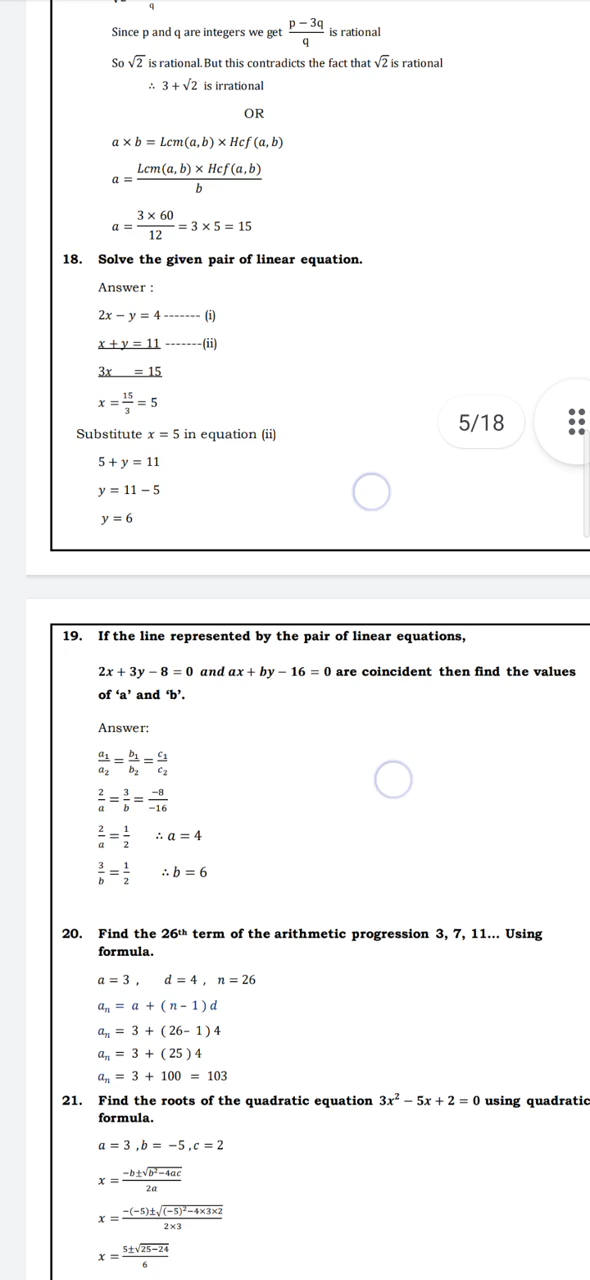 q
Since p and q are integers we get (p − 3q)/q is rational
So √2 is rational.But this contradicts the fact that √2 is rational
∴ 3 + √2 is irrational
OR
a × b = Lcm(a, b) × Hcf (a, b)
a = (Lcm(a, b) × Hcf (a,b))/b
a = (3 × 60)/12 = 3 × 5 = 15
18. Solve the given pair of linear equation.
Answer :
2x − y = 4 ------- (i)
x + y = 11 -------(ii)
3x = 15
x = 15/3 = 5
5/18
Substitute x = 5 in equation (ii)
5 + y = 11
y = 11 − 5
y = 6
19. If the line represented by the pair of linear equations,
2x + 3y − 8 = 0 and ax + by − 16 = 0 are coincident then find the values
of ‘a’ and ‘b’.
Answer:
a₁/a₂ = b₁/b₂ = c₁/c₂
2/a = 3/b = −8/−16
2/a = 1/2 ∴ a = 4
3/b = 1/2 ∴ b = 6
20. Find the 26th term of the arithmetic progression 3, 7, 11... Using
formula.
a = 3 , d = 4 , n = 26
aₙ = a + ( n - 1 ) d
aₙ = 3 + ( 26- 1 ) 4
aₙ = 3 + ( 25 ) 4
aₙ = 3 + 100 = 103
21. Find the roots of the quadratic equation 3x² − 5x + 2 = 0 using quadratic
formula.
a = 3 ,b = −5 ,c = 2
x = (−b±√(b²−4ac))/2a
x = (−(−5)±√((−5)²−4×3×2))/(2×3)
x = (5±√(25−24))/6